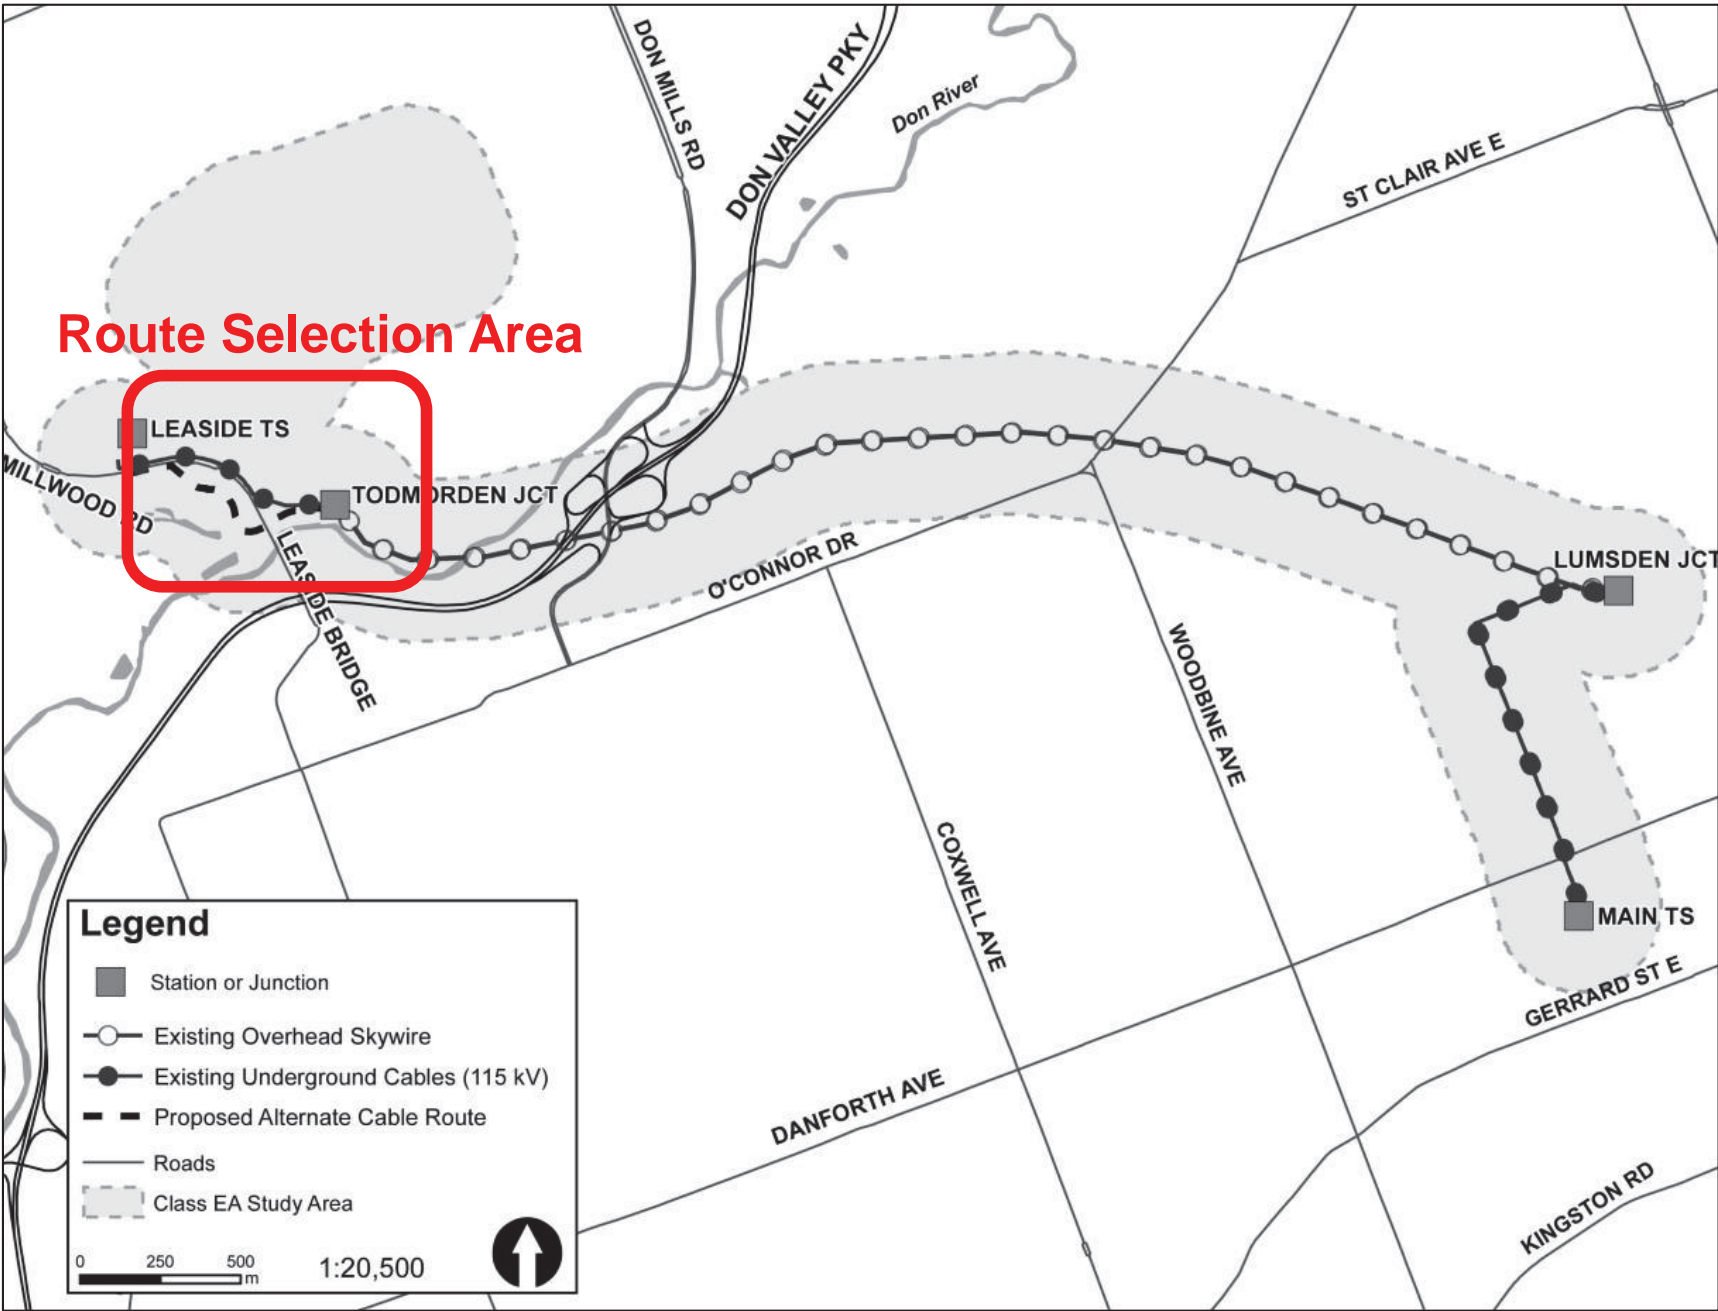 DON MILLS RD
DON VALLEY PKY
Don River
ST CLAIR AVE E
Route Selection Area
LEASIDE TS
MILLWOOD RD
TODMORDEN JCT
LEASIDE BRIDGE
O'CONNOR DR
LUMSDEN JCT
WOODBINE AVE
COXWELL AVE
MAIN TS
GERRARD ST E
DANFORTH AVE
KINGSTON RD
Legend
Station or Junction
Existing Overhead Skywire
Existing Underground Cables (115 kV)
Proposed Alternate Cable Route
Roads
Class EA Study Area
0 250 500
m
1:20,500